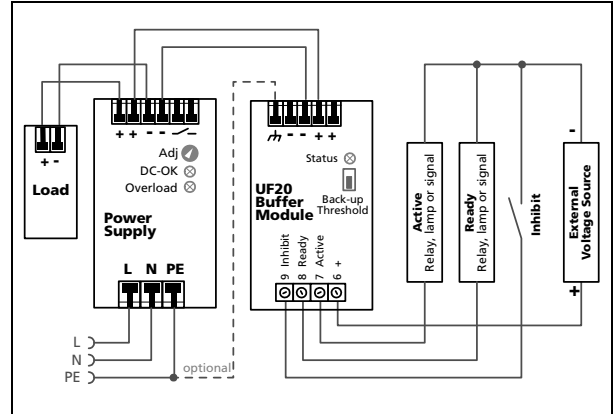 + -
Load
+ + - -
Adj
DC-OK
Overload
Power
Supply
L N PE
L
N
PE
optional
- - + +
Status
UF20
Buffer
Module
Back-up
Threshold
9 Inhibit
8 Ready
7 Active
6 +
Active
Relay, lamp or signal
Ready
Relay, lamp or signal
Inhibit
-
External
Voltage Source
+